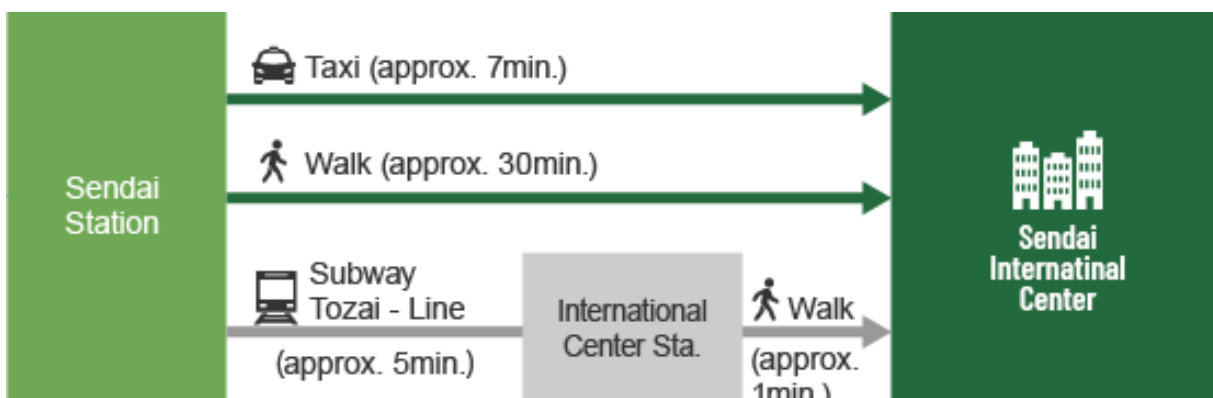 Taxi (approx. 7min.)
Walk (approx. 30min.)
Sendai
Station
Subway
Tozai - Line
(approx. 5min.)
International
Center Sta.
Walk
(approx.
1min.)
Sendai
Internatinal
Center